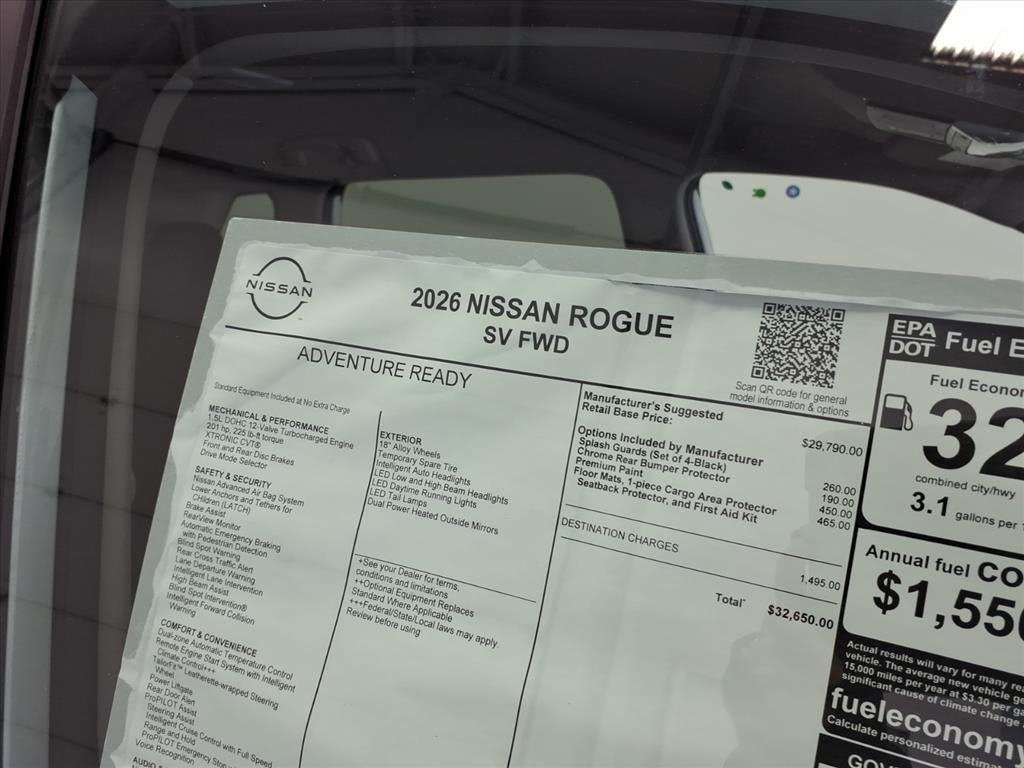 NISSAN
2026 NISSAN ROGUE
SV FWD
ADVENTURE READY
Scan QR code for general
model information & options
Standard Equipment Included at No Extra Charge
MECHANICAL & PERFORMANCE
1.5L DOHC 12-Valve Turbocharged Engine
201 hp, 225 lb-ft torque
XTRONIC CVT®
Front and Rear Disc Brakes
Drive Mode Selector
SAFETY & SECURITY
Nissan Advanced Air Bag System
Lower Anchors and Tethers for
CHildren (LATCH)
Brake Assist
RearView Monitor
Automatic Emergency Braking
with Pedestrian Detection
Blind Spot Warning
Rear Cross Traffic Alert
Lane Departure Warning
Intelligent Lane Intervention
High Beam Assist
Blind Spot Intervention®
Intelligent Forward Collision
Warning
COMFORT & CONVENIENCE
Dual-zone Automatic Temperature Control
Remote Engine Start System with Intelligent
Climate Control+++
TailorFit™ Leatherette-wrapped Steering
Wheel
Power Liftgate
Rear Door Alert
ProPILOT Assist
Steering Assist
Intelligent Cruise Control with Full Speed
Range and Hold
ProPILOT Emergency Stop
Voice Recognition
AUDIO &
EXTERIOR
18" Alloy Wheels
Temporary Spare Tire
Intelligent Auto Headlights
LED Low and High Beam Headlights
LED Daytime Running Lights
LED Tail Lamps
Dual Power Heated Outside Mirrors
+See your Dealer for terms,
conditions and limitations
++Optional Equipment Replaces
Standard Where Applicable
+++Federal/State/Local laws may apply.
Review before using
Manufacturer's Suggested
Retail Base Price: $29,790.00
Options Included by Manufacturer
Splash Guards (Set of 4-Black) 260.00
Chrome Rear Bumper Protector 190.00
Premium Paint 450.00
Floor Mats, 1-piece Cargo Area Protector 465.00
Seatback Protector, and First Aid Kit
DESTINATION CHARGES 1,495.00
Total* $32,650.00
EPA
DOT Fuel E
Fuel Econo
32
combined city/hwy
3.1 gallons per 1
Annual fuel CO
$1,550
Actual results will vary for many rea
vehicle. The average new vehicle ge
15,000 miles per year at $3.30 per ga
significant cause of climate change
fueleconomy
Calculate personalized estima
GOV